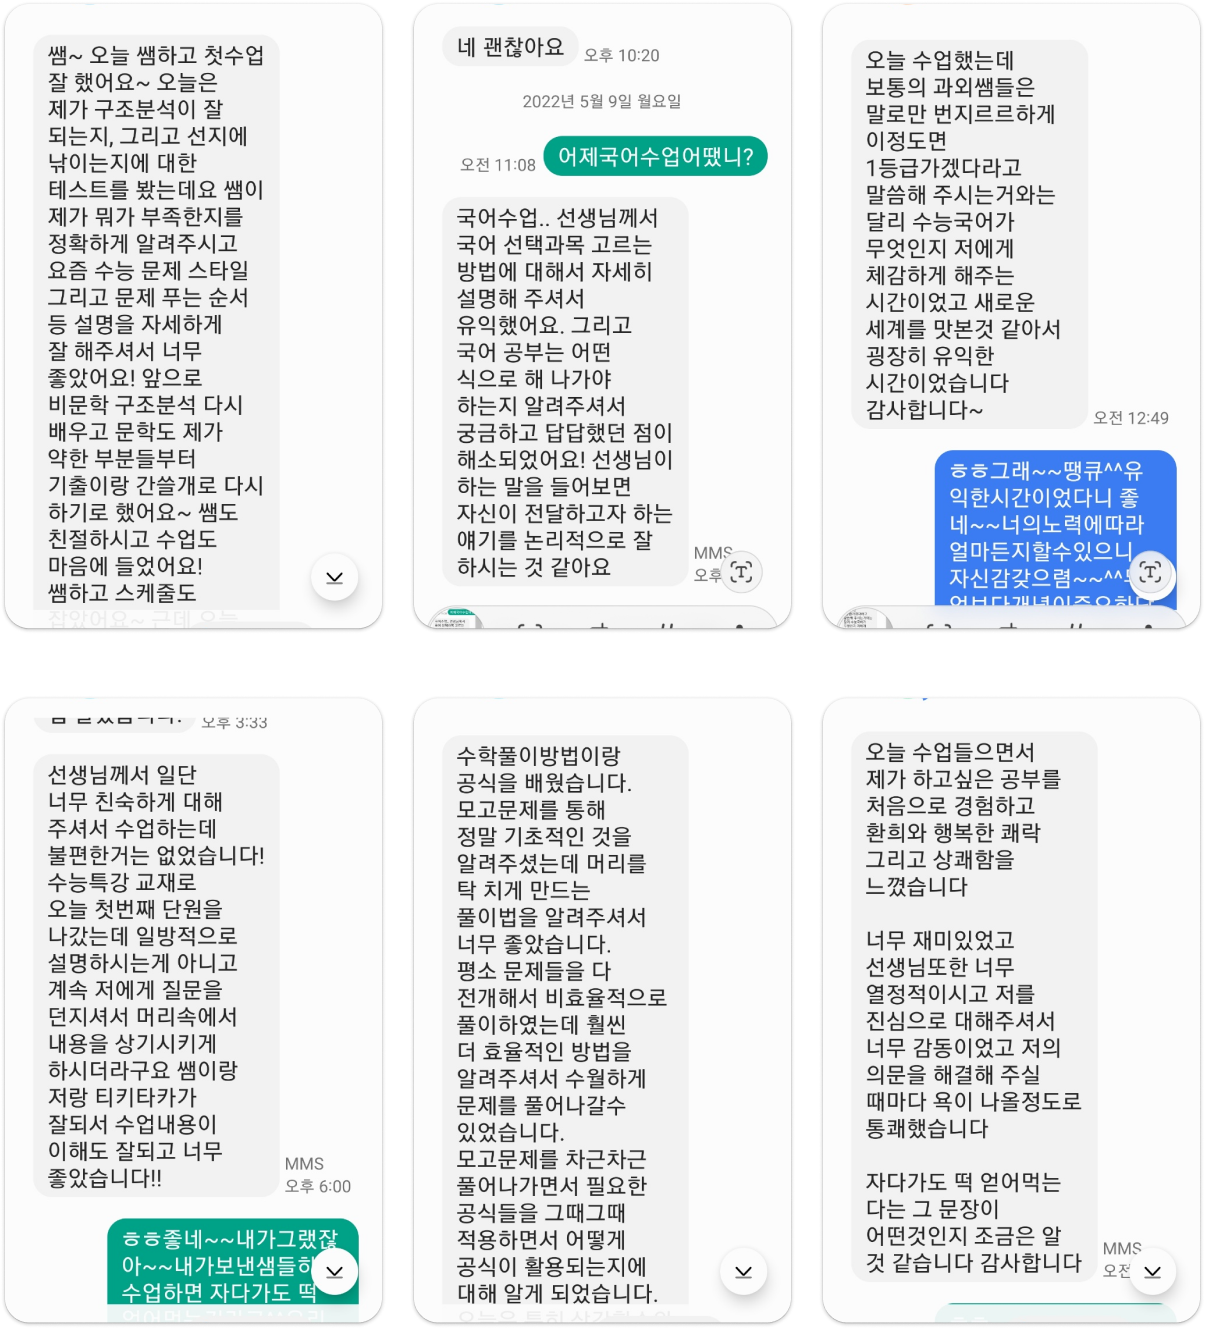 쌤~ 오늘 쌤하고 첫수업
잘 했어요~ 오늘은
제가 구조분석이 잘
되는지, 그리고 선지에
낚이는지에 대한
테스트를 봤는데요 쌤이
제가 뭐가 부족한지를
정확하게 알려주시고
요즘 수능 문제 스타일
그리고 문제 푸는 순서
등 설명을 자세하게
잘 해주셔서 너무
좋았어요! 앞으로
비문학 구조분석 다시
배우고 문학도 제가
약한 부분들부터
기출이랑 간쓸개로 다시
하기로 했어요~ 쌤도
친절하시고 수업도
마음에 들었어요!
쌤하고 스케줄도
잡았어요~ 근데 오늘
네 괜찮아요
오후 10:20
2022년 5월 9일 월요일
오전 11:08
어제국어수업어땠니?
국어수업.. 선생님께서
국어 선택과목 고르는
방법에 대해서 자세히
설명해 주셔서
유익했어요. 그리고
국어 공부는 어떤
식으로 해 나가야
하는지 알려주셔서
궁금하고 답답했던 점이
해소되었어요! 선생님이
하는 말을 들어보면
자신이 전달하고자 하는
얘기를 논리적으로 잘
하시는 것 같아요
MMS
오후
오늘 수업했는데
보통의 과외쌤들은
말로만 번지르르하게
이정도면
1등급가겠다라고
말씀해 주시는거와는
달리 수능국어가
무엇인지 저에게
체감하게 해주는
시간이었고 새로운
세계를 맛본것 같아서
굉장히 유익한
시간이었습니다
감사합니다~
오전 12:49
ㅎㅎ그래~~땡큐^^유
익한시간이었다니 좋
네~~너의노력에따라
얼마든지할수있으니
자신감갖으렴~~^^
오후 3:33
선생님께서 일단
너무 친숙하게 대해
주셔서 수업하는데
불편한거는 없었습니다!
수능특강 교재로
오늘 첫번째 단원을
나갔는데 일방적으로
설명하시는게 아니고
계속 저에게 질문을
던지셔서 머리속에서
내용을 상기시키게
하시더라구요 쌤이랑
저랑 티키타카가
잘되서 수업내용이
이해도 잘되고 너무
좋았습니다!!
MMS
오후 6:00
ㅎㅎ좋네~~내가그랬잖
아~~내가보낸샘들하
수업하면 자다가도 떡
수학풀이방법이랑
공식을 배웠습니다.
모고문제를 통해
정말 기초적인 것을
알려주셨는데 머리를
탁 치게 만드는
풀이법을 알려주셔서
너무 좋았습니다.
평소 문제들을 다
전개해서 비효율적으로
풀이하였는데 훨씬
더 효율적인 방법을
알려주셔서 수월하게
문제를 풀어나갈수
있었습니다.
모고문제를 차근차근
풀어나가면서 필요한
공식들을 그때그때
적용하면서 어떻게
공식이 활용되는지에
대해 알게 되었습니다.
오늘 수업들으면서
제가 하고싶은 공부를
처음으로 경험하고
환희와 행복한 쾌락
그리고 상쾌함을
느꼈습니다
너무 재미있었고
선생님또한 너무
열정적이시고 저를
진심으로 대해주셔서
너무 감동이었고 저의
의문을 해결해 주실
때마다 욕이 나올정도로
통쾌했습니다
자다가도 떡 얻어먹는
다는 그 문장이
어떤것인지 조금은 알
것 같습니다 감사합니다
MMS
오전